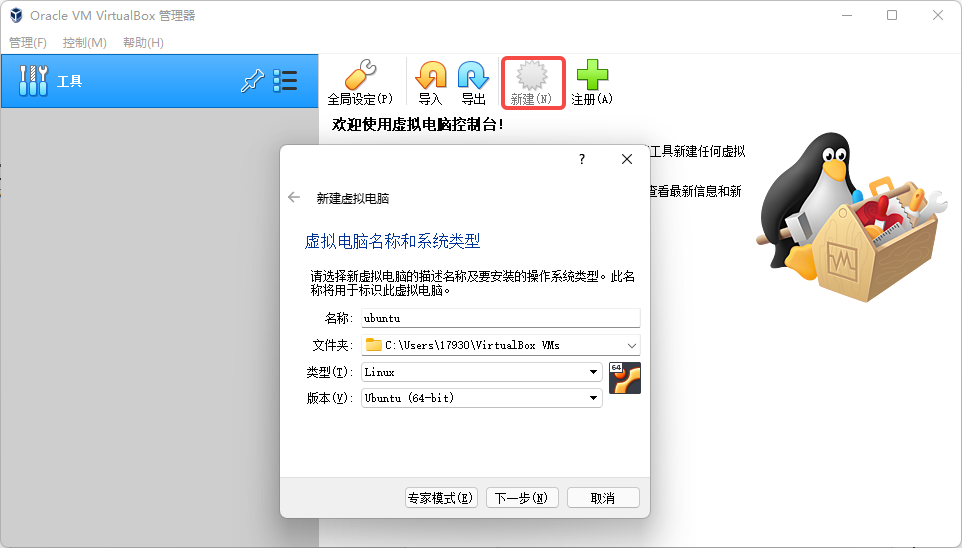 Oracle VM VirtualBox 管理器
管理(F) 控制(M) 帮助(H)
工具
全局设定(P) 导入 导出 新建(N) 注册(A)
欢迎使用虚拟电脑控制台!
工具新建任何虚拟
查看最新信息和新
?
新建虚拟电脑
虚拟电脑名称和系统类型
请选择新虚拟电脑的描述名称及要安装的操作系统类型。此名
称将用于标识此虚拟电脑。
名称: ubuntu
文件夹: C:\Users\17930\VirtualBox VMs
类型(T): Linux
64
版本(V): Ubuntu (64-bit)
专家模式(E) 下一步(N) 取消